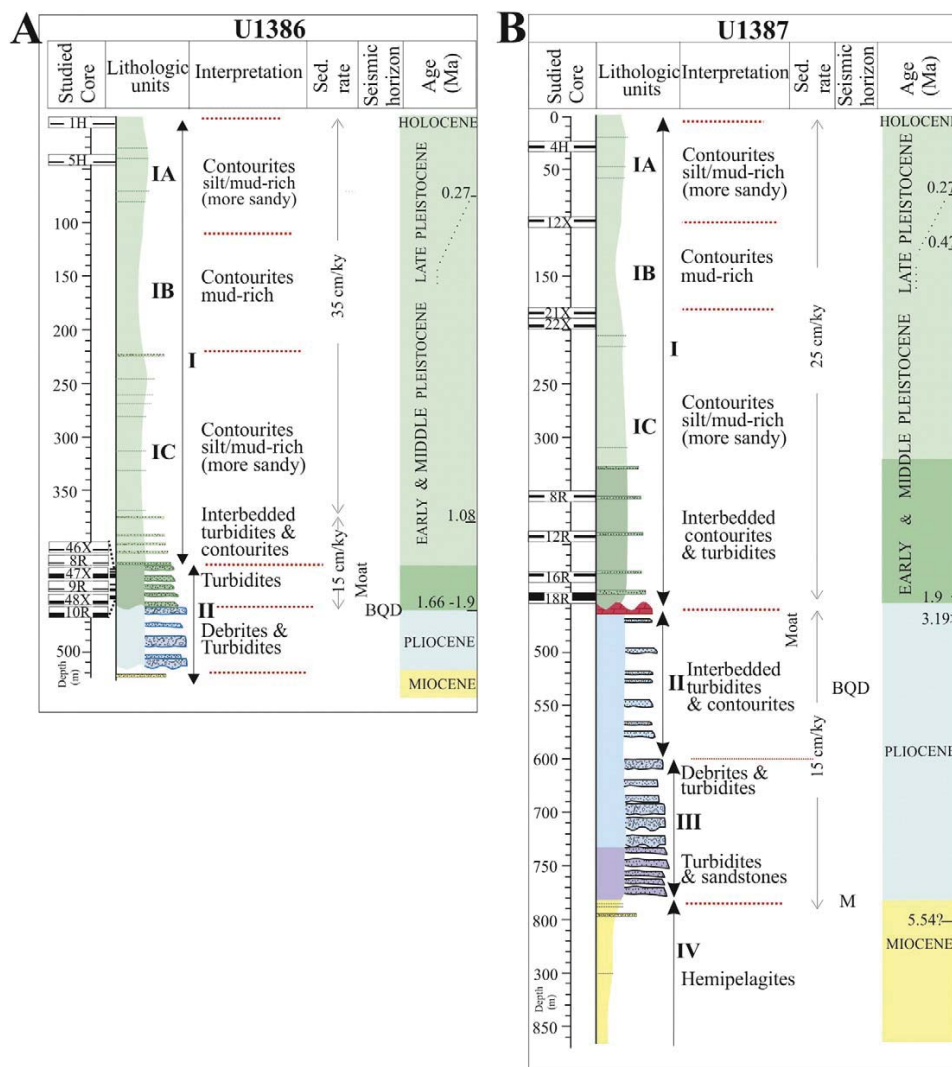 A
U1386
Studied
Core
Lithologic
units
Interpretation
Sed.
rate
Seismic
horizon
Age
(Ma)
1H
5H
100
150
200
250
300
350
46X
8R
47X
9R
48X
10R
500
Depth
(m)
IA
IB
I
IC
II
Contourites
silt/mud-rich
(more sandy)
Contourites
mud-rich
Contourites
silt/mud-rich
(more sandy)
Interbedded
turbidites &
contourites
Turbidites
Debrites &
Turbidites
35 cm/ky
15 cm/ky
Moat
BQD
HOLOCENE
LATE PLEISTOCENE
EARLY & MIDDLE PLEISTOCENE
0.27
1.08
1.66 -1.9
PLIOCENE
MIOCENE
B
U1387
Studied
Core
Lithologic
units
Interpretation
Sed.
rate
Seismic
horizon
Age
(Ma)
0
4H
50
12X
150
21X
22X
250
300
8R
12R
16R
18R
500
550
600
700
750
800
300
Depth
(m)
850
IA
IB
I
IC
II
III
IV
Contourites
silt/mud-rich
(more sandy)
Contourites
mud-rich
Contourites
silt/mud-rich
(more sandy)
Interbedded
contourites
& turbidites
Interbedded
turbidites
& contourites
Debrites &
turbidites
Turbidites
& sandstones
Hemipelagites
25 cm/ky
15 cm/ky
Moat
BQD
M
HOLOCENE
LATE PLEISTOCENE
EARLY & MIDDLE PLEISTOCENE
0.27
0.47
1.9
3.19
PLIOCENE
5.54?
MIOCENE